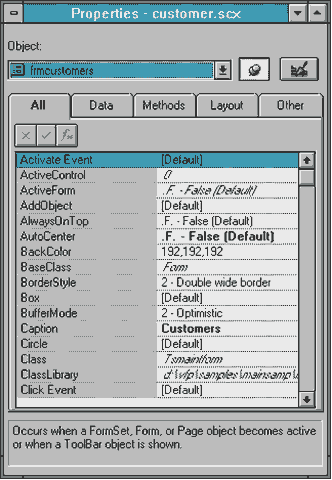 Properties - customer.scx
Object:
frmcustomers
All Data Methods Layout Other
Activate Event [Default]
ActiveControl 0
ActiveForm .F. - False (Default)
AddObject [Default]
AlwaysOnTop .F. - False (Default)
AutoCenter .F. - False (Default)
BackColor 192,192,192
BaseClass Form
BorderStyle 2 - Double wide border
Box [Default]
BufferMode 2 - Optimistic
Caption Customers
Circle [Default]
Class Tsmainform
ClassLibrary d:\vfp\samples\mainsamp\
Click Event [Default]
Occurs when a FormSet, Form, or Page object becomes active
or when a ToolBar object is shown.